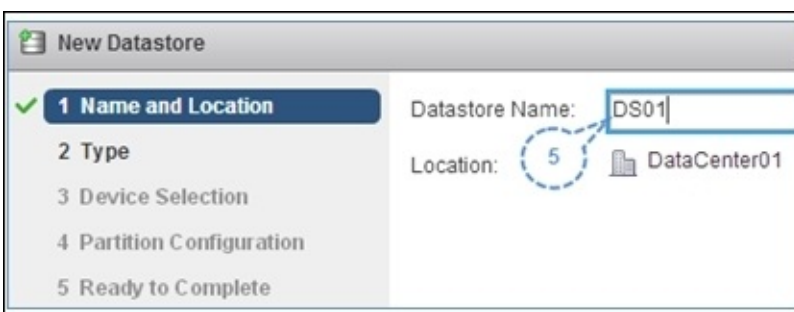 New Datastore
1 Name and Location
2 Type
3 Device Selection
4 Partition Configuration
5 Ready to Complete
Datastore Name: DS01
5
Location: DataCenter01